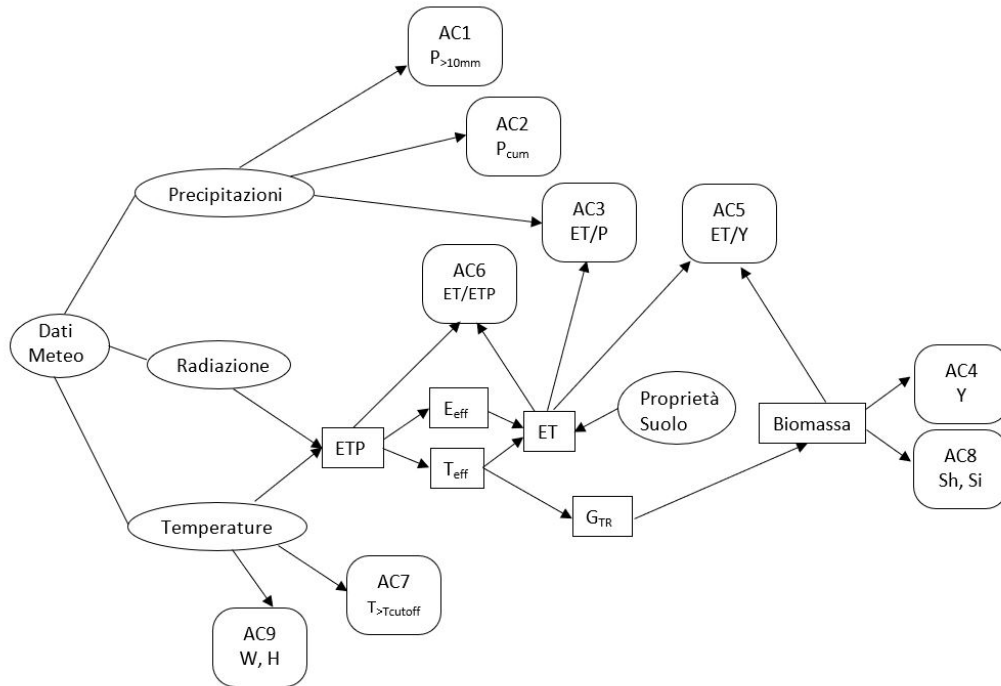 AC1
P>10mm
AC2
Pcum
Precipitazioni
AC3
ET/P
AC5
ET/Y
AC6
ET/ETP
Dati
Meteo
Radiazione
Eeff
Proprietà
Suolo
AC4
Y
ETP
ET
Biomassa
Teff
AC8
Sh, Si
GTR
Temperature
AC7
T>Tcutoff
AC9
W, H